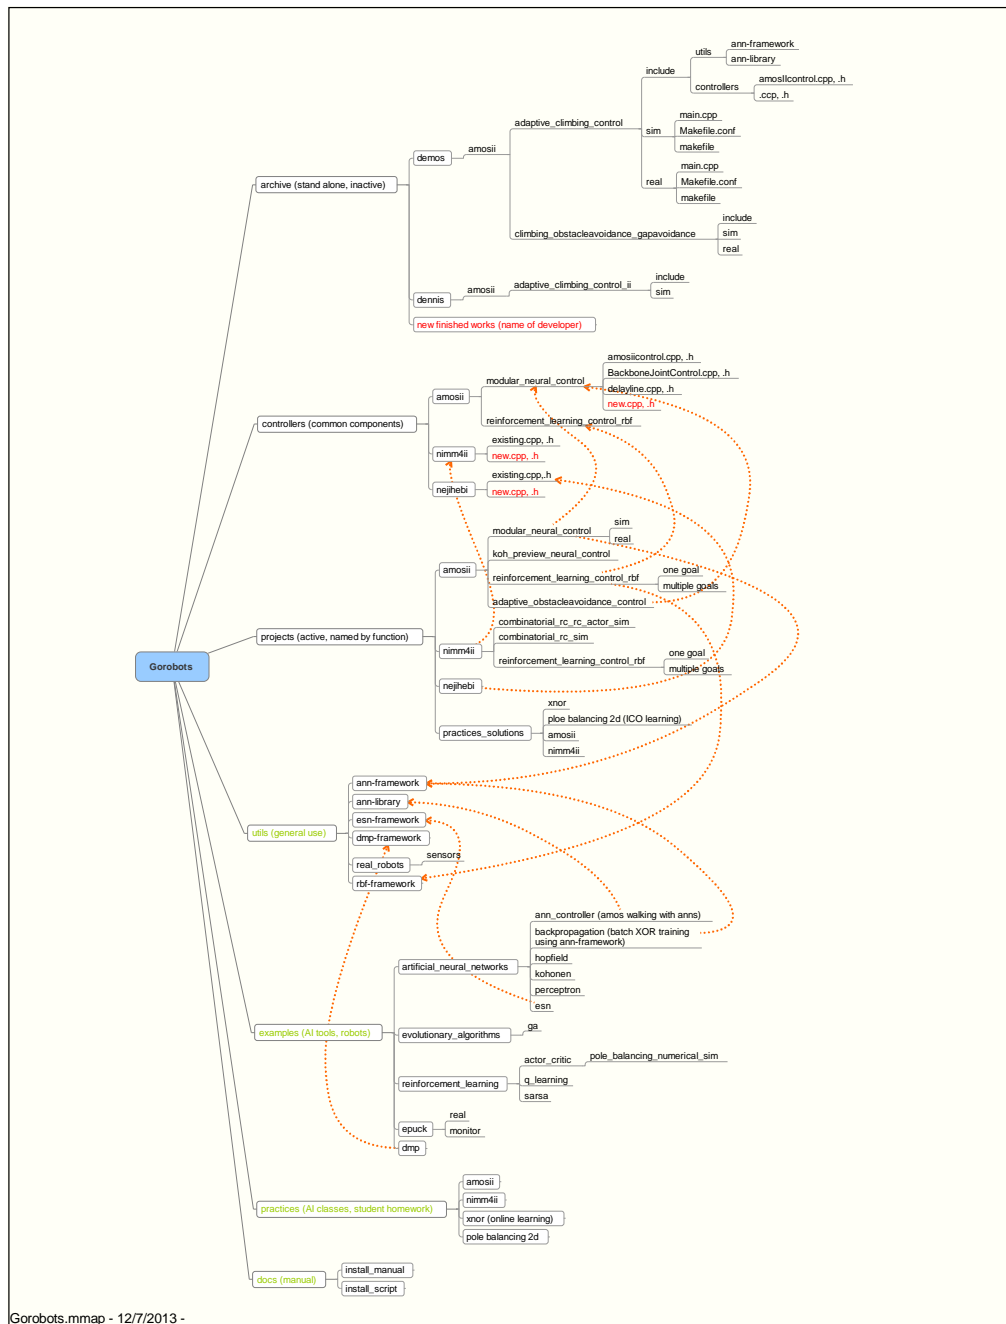 Gorobots
archive (stand alone, inactive)
demos
amosii
adaptive_climbing_control
include
utils
ann-framework
ann-library
controllers
amosIIcontrol.cpp, .h
.ccp, .h
sim
main.cpp
Makefile.conf
makefile
real
main.cpp
Makefile.conf
makefile
climbing_obstacleavoidance_gapavoidance
include
sim
real
dennis
amosii
adaptive_climbing_control_ii
include
sim
new finished works (name of developer)
controllers (common components)
amosii
modular_neural_control
amosiicontrol.cpp, .h
BackboneJointControl.cpp, .h
delayline.cpp, .h
new.cpp, .h
reinforcement_learning_control_rbf
nimm4ii
existing.cpp, .h
new.cpp, .h
nejihebi
existing.cpp,.h
new.cpp, .h
projects (active, named by function)
amosii
modular_neural_control
sim
real
koh_preview_neural_control
reinforcement_learning_control_rbf
one goal
multiple goals
adaptive_obstacleavoidance_control
nimm4ii
combinatorial_rc_rc_actor_sim
combinatorial_rc_sim
reinforcement_learning_control_rbf
one goal
multiple goals
nejihebi
practices_solutions
xnor
ploe balancing 2d (ICO learning)
amosii
nimm4ii
utils (general use)
ann-framework
ann-library
esn-framework
dmp-framework
real_robots
sensors
rbf-framework
examples (AI tools, robots)
artificial_neural_networks
ann_controller (amos walking with anns)
backpropagation (batch XOR training
using ann-framework)
hopfield
kohonen
perceptron
esn
evolutionary_algorithms
ga
reinforcement_learning
actor_critic
pole_balancing_numerical_sim
q_learning
sarsa
epuck
real
monitor
dmp
practices (AI classes, student homework)
amosii
nimm4ii
xnor (online learning)
pole balancing 2d
docs (manual)
install_manual
install_script
Gorobots.mmap - 12/7/2013 -